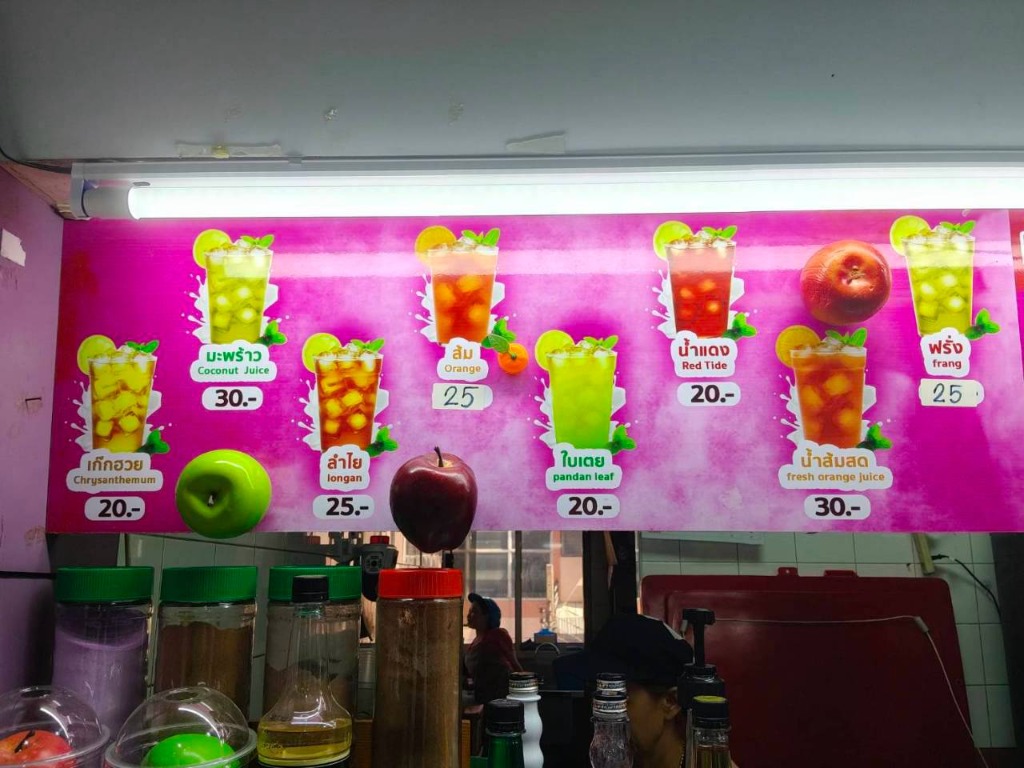 มะพร้าว
Coconut Juice
30.-
ส้ม
Orange
25
น้ำแดง
Red Tide
20.-
ฟรั่ง
frang
25
เก๊กฮวย
Chrysanthemum
20.-
ลำไย
longan
25.-
ใบเตย
pandan leaf
20.-
น้ำส้มสด
fresh orange juice
30.-